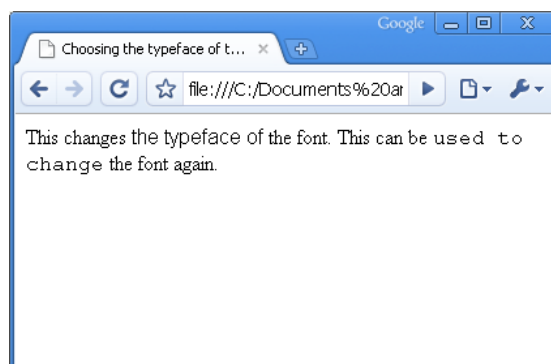 Google
Choosing the typeface of t...
file:///C:/Documents%20ar
This changes the typeface of the font. This can be used to
change the font again.